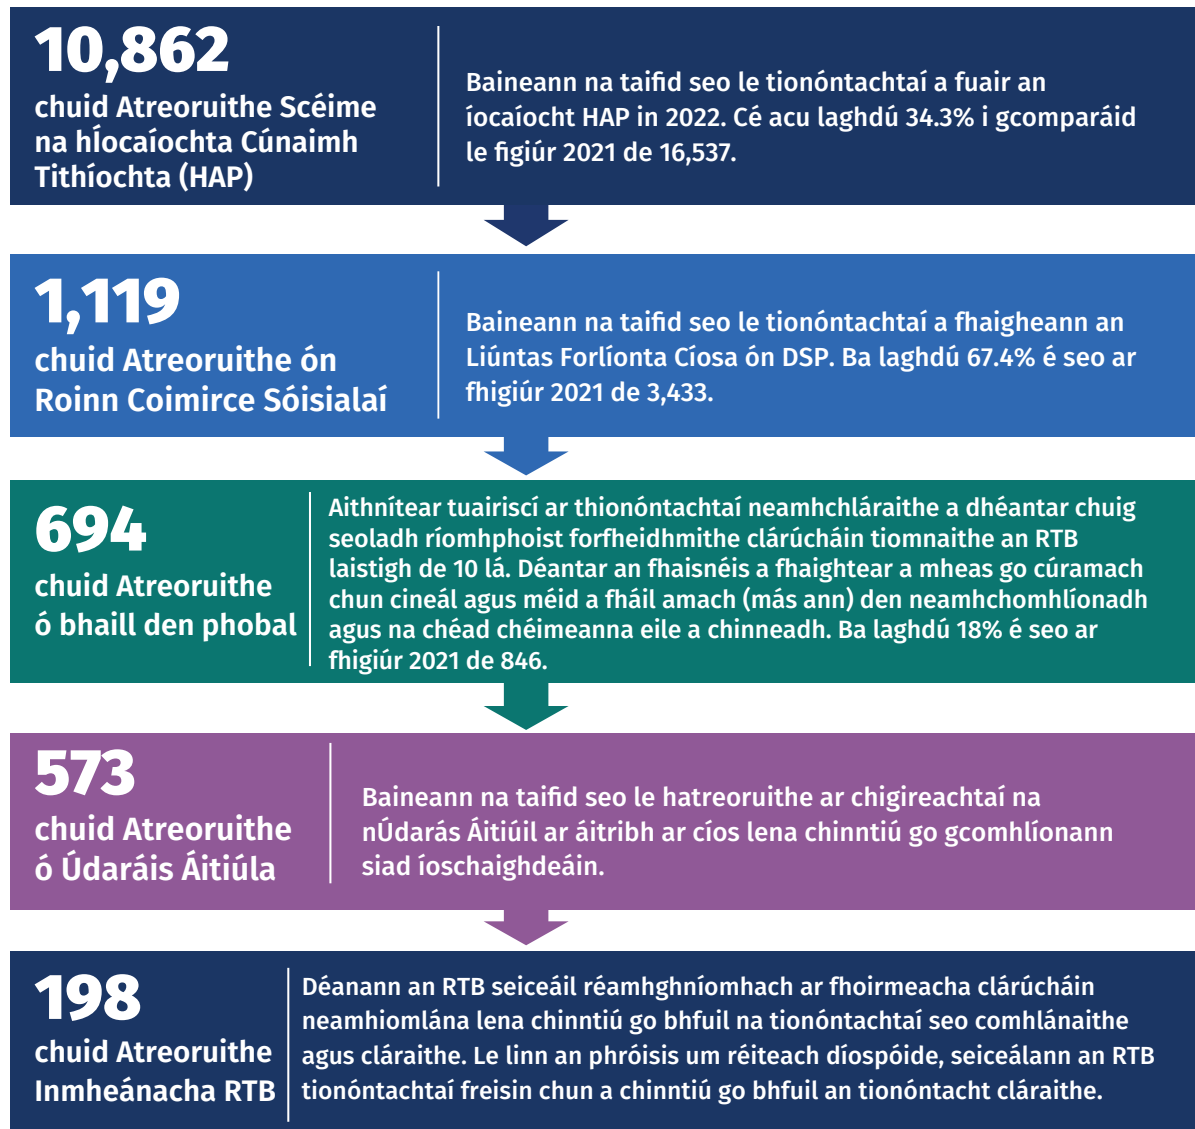 10,862
chuid Atreoruithe Scéime
na hÍocaíochta Cúnaimh
Tithíochta (HAP)
Baineann na taifid seo le tionóntachtaí a fuair an
íocaíocht HAP in 2022. Cé acu laghdú 34.3% i gcomparáid
le figiúr 2021 de 16,537.
1,119
chuid Atreoruithe ón
Roinn Coimirce Sóisialaí
Baineann na taifid seo le tionóntachtaí a fhaigheann an
Liúntas Forlíonta Cíosa ón DSP. Ba laghdú 67.4% é seo ar
fhigiúr 2021 de 3,433.
694
chuid Atreoruithe
ó bhaill den phobal
Aithnítear tuairiscí ar thionóntachtaí neamhchláraithe a dhéantar chuig
seoladh ríomhphoist forfheidhmithe clárúcháin tiomnaithe an RTB
laistigh de 10 lá. Déantar an fhaisnéis a fhaightear a mheas go cúramach
chun cineál agus méid a fháil amach (más ann) den neamhchomhlíonadh
agus na chéad chéimeanna eile a chinneadh. Ba laghdú 18% é seo ar
fhigiúr 2021 de 846.
573
chuid Atreoruithe
ó Údaráis Áitiúla
Baineann na taifid seo le hatreoruithe ar chigireachtaí na
nÚdarás Áitiúil ar áitribh ar cíos lena chinntiú go gcomhlíonann
siad íoschaighdeáin.
198
chuid Atreoruithe
Inmheánacha RTB
Déanann an RTB seiceáil réamhghníomhach ar fhoirmeacha clárúcháin
neamhiomlána lena chinntiú go bhfuil na tionóntachtaí seo comhlánaithe
agus cláraithe. Le linn an phróisis um réiteach díospóide, seiceálann an RTB
tionóntachtaí freisin chun a chinntiú go bhfuil an tionóntacht cláraithe.